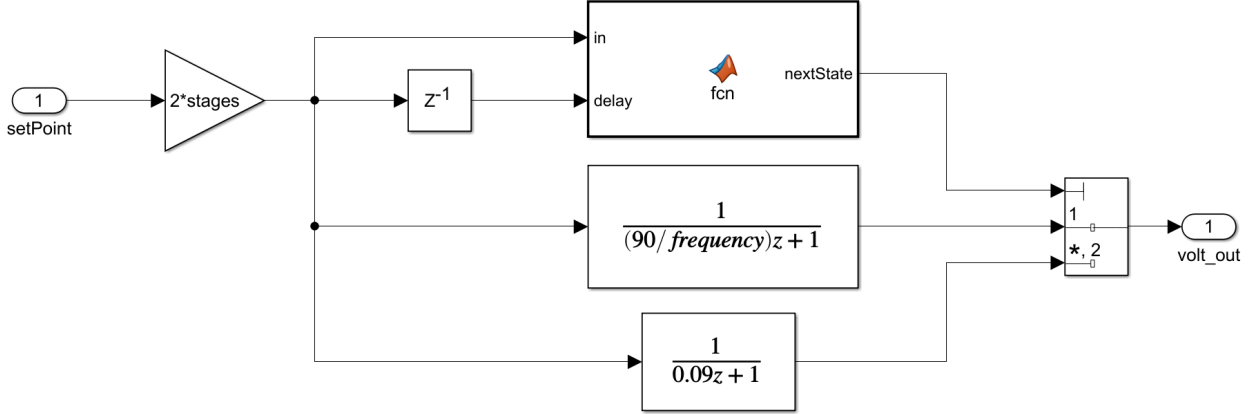 in
nextState
fcn
1
setPoint
2*stages
Z-1
delay
1
(90/frequency)z+1
1
*, 2
1
volt_out
1
0.09z+1